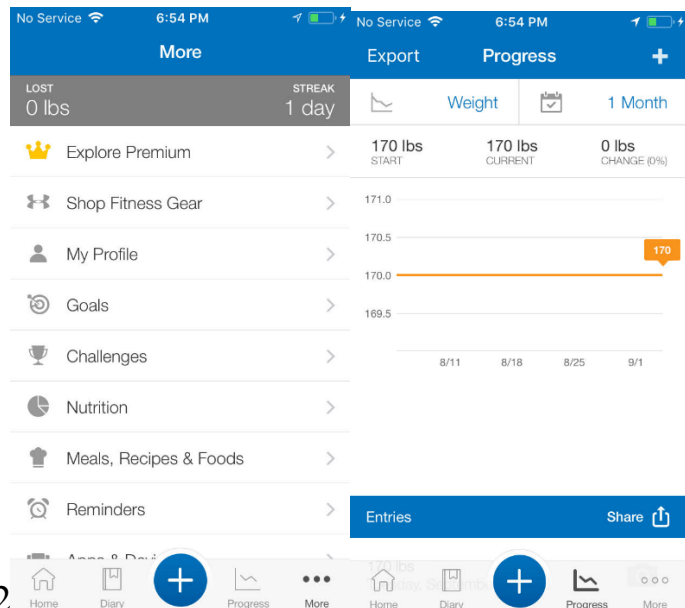 No Service 6:54 PM
More
LOST STREAK
0 lbs 1 day
Explore Premium
Shop Fitness Gear
My Profile
Goals
Challenges
Nutrition
Meals, Recipes & Foods
Reminders
Home Diary Progress More
2
No Service 6:54 PM
Export Progress
Weight 1 Month
170 lbs 170 lbs 0 lbs
START CURRENT CHANGE (0%)
171.0
170.5
170
170.0
169.5
8/11 8/18 8/25 9/1
Entries Share
170 lbs
Home Diary Progress More